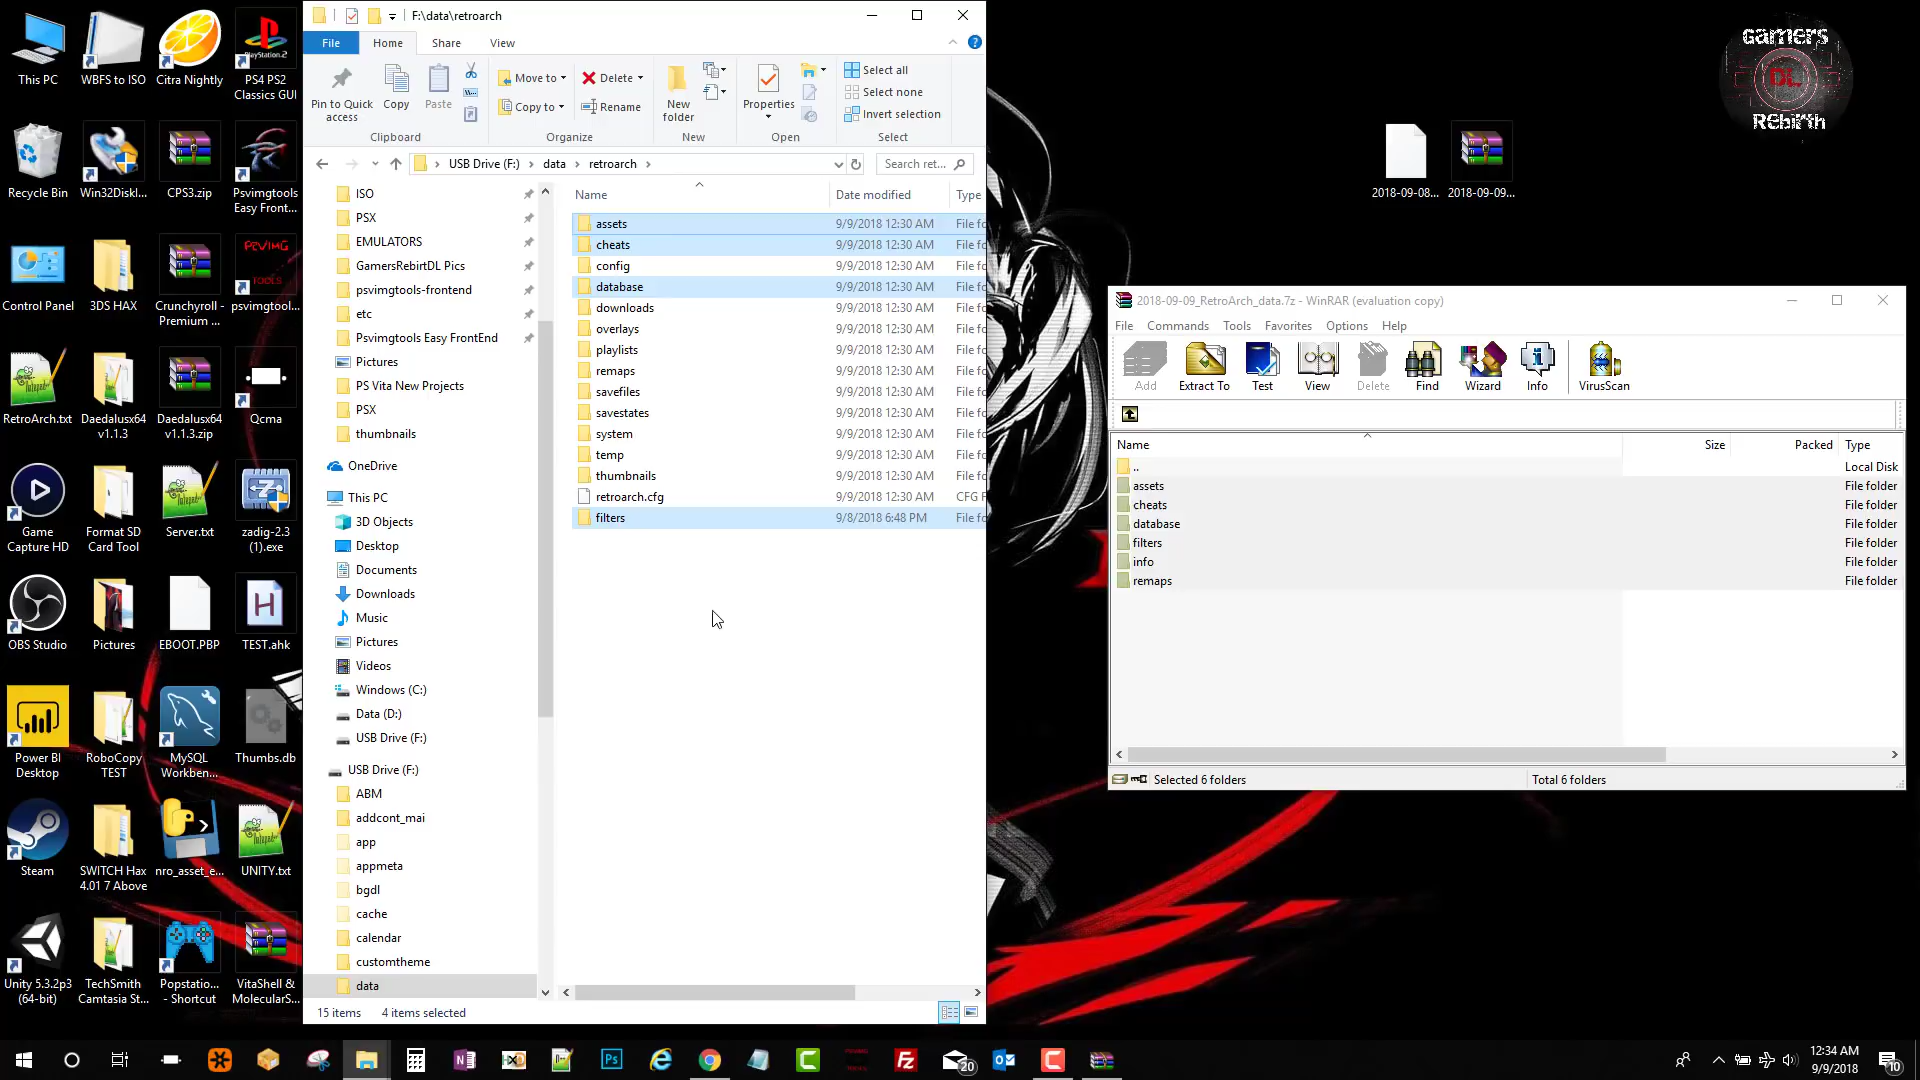 This PC
WBFS to ISO
Citra Nightly
PS4 PS2
Classics GUI
Recycle Bin
Win32DiskI...
CPS3.zip
Psvimgtools
Easy Front...
Control Panel
3DS HAX
Crunchyroll -
Premium ...
psvimgtool...
RetroArch.txt
Daedalusx64
v1.1.3
Daedalusx64
v1.1.3.zip
Qcma
Game
Capture HD
Format SD
Card Tool
Server.txt
zadig-2.3
(1).exe
OBS Studio
Pictures
EBOOT.PBP
TEST.ahk
Power BI
Desktop
RoboCopy
TEST
MySQL
Workben...
Thumbs.db
Steam
SWITCH Hax
4.01 7 Above
nro_asset_e...
UNITY.txt
Unity 5.3.2p3
(64-bit)
TechSmith
Camtasia St...
Popstatio...
- Shortcut
VitaShell &
MolecularS...
F:\data\retroarch
File
Home
Share
View
Pin to Quick
access
Copy
Paste
Clipboard
Move to
Copy to
Delete
Rename
Organize
New
folder
New
Properties
Open
Select all
Select none
Invert selection
Select
USB Drive (F:)
data
retroarch
Search ret...
ISO
PSX
EMULATORS
GamersRebirtDL Pics
psvimgtools-frontend
etc
Psvimgtools Easy FrontEnd
Pictures
PS Vita New Projects
PSX
thumbnails
OneDrive
This PC
3D Objects
Desktop
Documents
Downloads
Music
Pictures
Videos
Windows (C:)
Data (D:)
USB Drive (F:)
USB Drive (F:)
ABM
addcont_mai
app
appmeta
bgdl
cache
calendar
customtheme
data
Name Date modified Type
assets 9/9/2018 12:30 AM File fo
cheats 9/9/2018 12:30 AM File fo
config 9/9/2018 12:30 AM File fo
database 9/9/2018 12:30 AM File fo
downloads 9/9/2018 12:30 AM File fo
overlays 9/9/2018 12:30 AM File fo
playlists 9/9/2018 12:30 AM File fo
remaps 9/9/2018 12:30 AM File fo
savefiles 9/9/2018 12:30 AM File fo
savestates 9/9/2018 12:30 AM File fo
system 9/9/2018 12:30 AM File fo
temp 9/9/2018 12:30 AM File fo
thumbnails 9/9/2018 12:30 AM File fo
retroarch.cfg 9/9/2018 12:30 AM CFG F
filters 9/8/2018 6:48 PM File fo
15 items 4 items selected
Gamers
DL
REbirth
2018-09-08...
2018-09-09...
2018-09-09_RetroArch_data.7z - WinRAR (evaluation copy)
File Commands Tools Favorites Options Help
Add
Extract To
Test
View
Delete
Find
Wizard
Info
VirusScan
Name Size Packed Type
.. Local Disk
assets File folder
cheats File folder
database File folder
filters File folder
info File folder
remaps File folder
Selected 6 folders
Total 6 folders
20
12:34 AM
9/9/2018
10